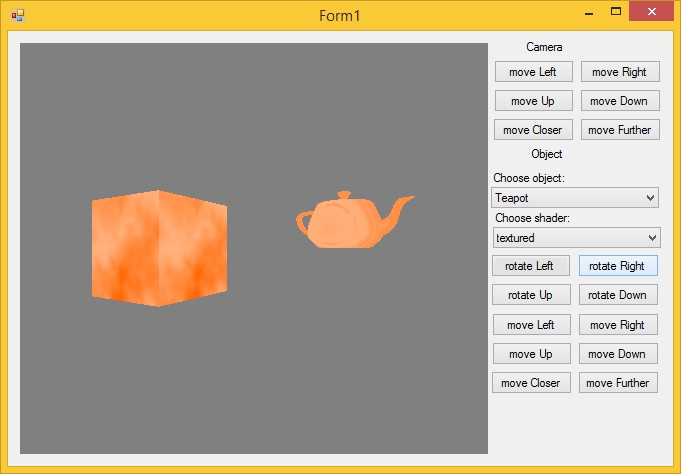 Form1
Camera
move Left move Right
move Up move Down
move Closer move Further
Object
Choose object:
Teapot
Choose shader:
textured
rotate Left rotate Right
rotate Up rotate Down
move Left move Right
move Up move Down
move Closer move Further